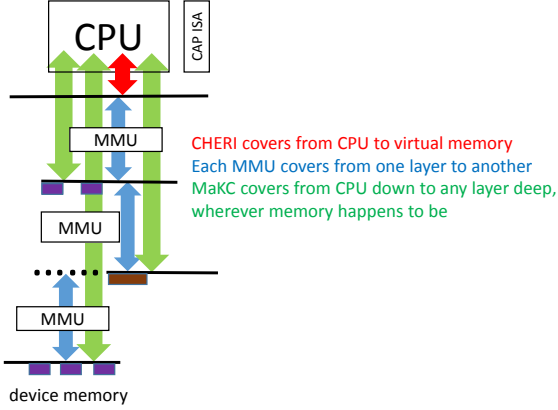 CPU
CAP ISA
MMU
CHERI covers from CPU to virtual memory
Each MMU covers from one layer to another
MaKC covers from CPU down to any layer deep,
wherever memory happens to be
MMU
MMU
device memory